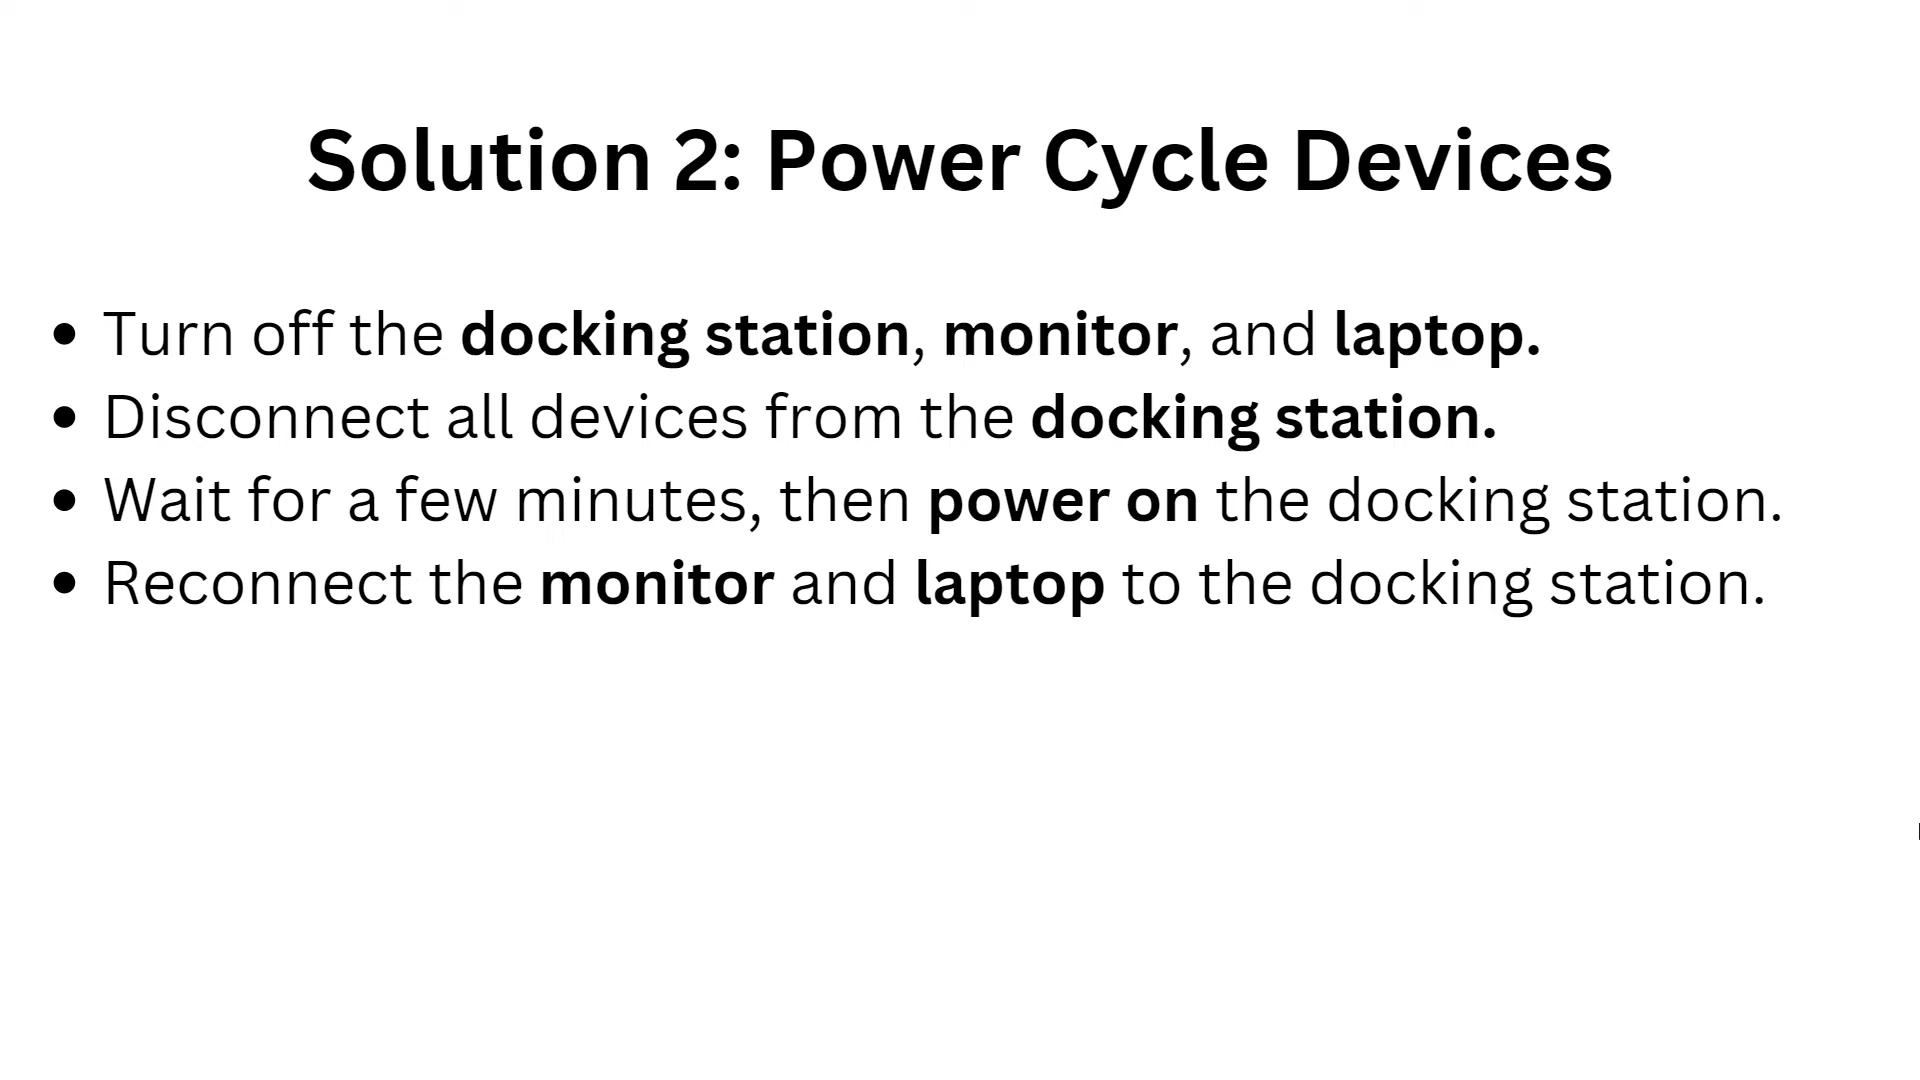 Solution 2: Power Cycle Devices
• Turn off the docking station, monitor, and laptop.
• Disconnect all devices from the docking station.
• Wait for a few minutes, then power on the docking station.
• Reconnect the monitor and laptop to the docking station.